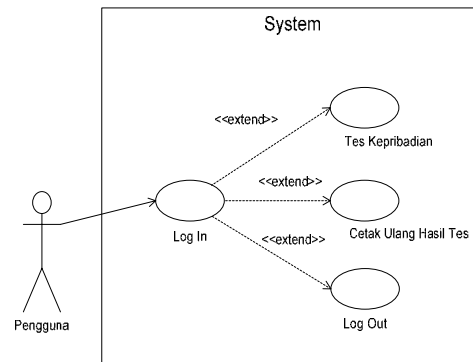 System
<<extend>>
Tes Kepribadian
<<extend>>
Log In
Cetak Ulang Hasil Tes
<<extend>>
Log Out
Pengguna